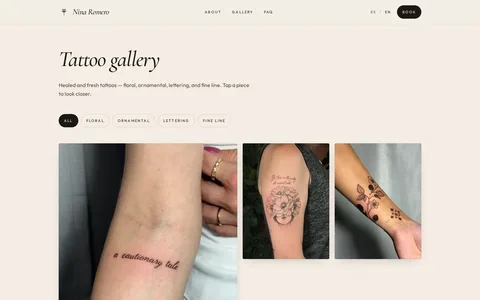 Nina Romero
ABOUT GALLERY FAQ
ES / EN BOOK
Tattoo gallery
Healed and fresh tattoos — floral, ornamental, lettering, and fine line. Tap a piece
to look closer.
ALL FLORAL ORNAMENTAL LETTERING FINE LINE
a cautionary tale